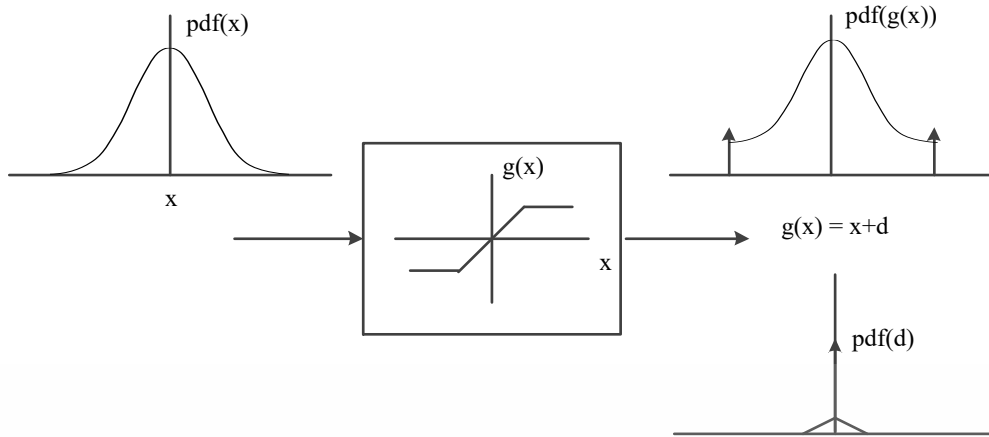 pdf(x)
pdf(g(x))
x
g(x)
x
g(x) = x+d
pdf(d)